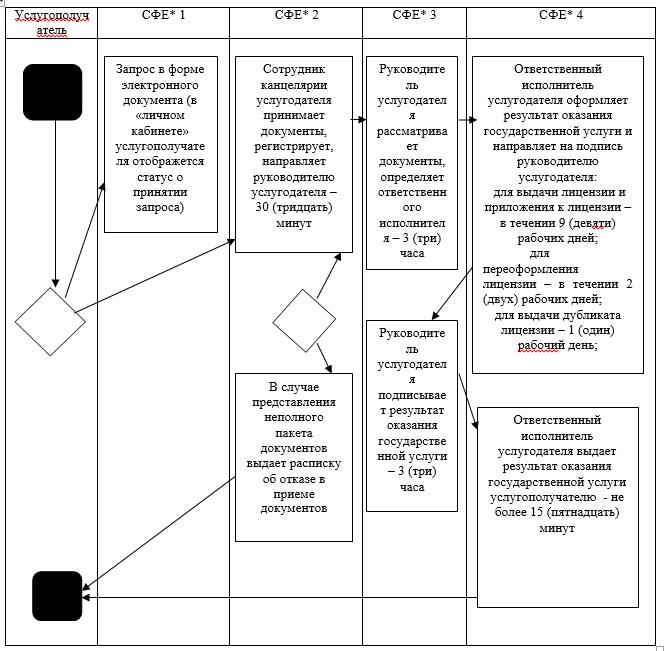 Услугополуч
атель
СФЕ* 1
СФЕ* 2
СФЕ* 3
СФЕ* 4
Запрос в форме
электронного
документа (в
«личном
кабинете»
услугополучате
ля отображется
статус о
принятии
запроса)
Сотрудник
канцелярии
услугодателя
принимает
документы,
регистрирует,
направляет
руководителю
услугодателя –
30 (тридцать)
минут
Руководите
ль
услугодател
я
рассматрива
ет
документы,
определяет
ответственн
ого
исполнител
я – 3 (три)
часа
Ответственный
исполнитель
услугодателя оформляет
результат оказания
государственной услуги и
направляет на подпись
руководителю
услугодателя:
для выдачи лицензии и
приложения к лицензии –
в течении 9 (девяти)
рабочих дней;
для
переоформления
лицензии – в течении 2
(двух) рабочих дней;
для выдачи дубликата
лицензии – 1 (один)
рабочий день;
В случае
представления
неполного
пакета
документов
выдает расписку
об отказе в
приеме
документов
Руководите
ль
услугодател
я
подписывае
т результат
оказания
государстве
нной услуги
– 3 (три)
часа
Ответственный
исполнитель
услугодателя выдает
результат оказания
государственной услуги
услугополучателю - не
более 15 (пятнадцать)
минут